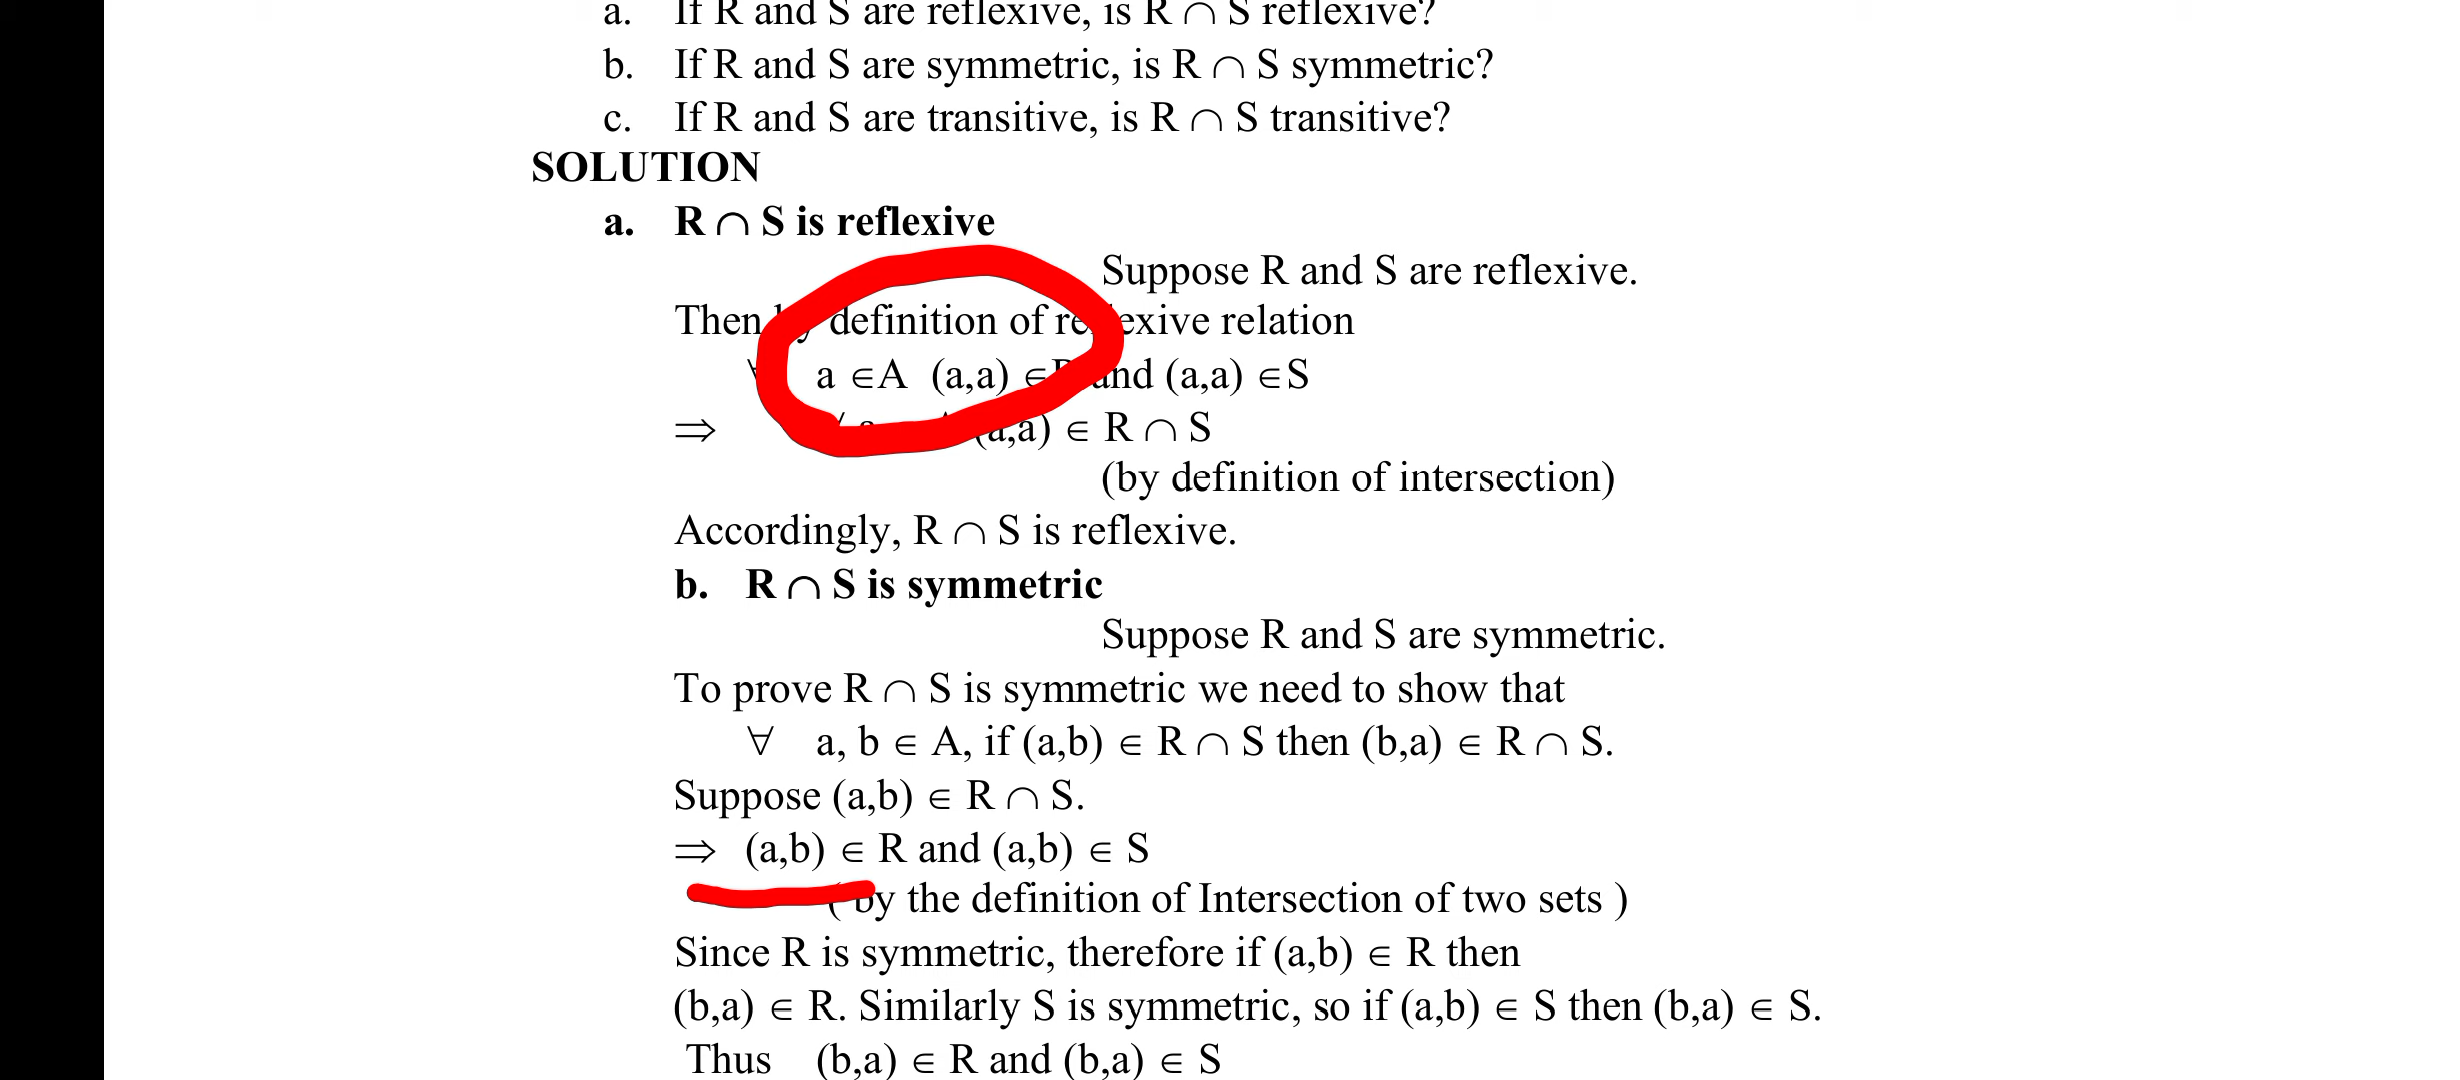 a. If R and S are reflexive, is R ∩ S reflexive?
b. If R and S are symmetric, is R ∩ S symmetric?
c. If R and S are transitive, is R ∩ S transitive?
SOLUTION
a. R ∩ S is reflexive
Suppose R and S are reflexive.
Then by definition of reflexive relation
∀ a ∈A (a,a) ∈R and (a,a) ∈S
⇒ (a,a) ∈ R ∩ S
(by definition of intersection)
Accordingly, R ∩ S is reflexive.
b. R ∩ S is symmetric
Suppose R and S are symmetric.
To prove R ∩ S is symmetric we need to show that
∀ a, b ∈ A, if (a,b) ∈ R ∩ S then (b,a) ∈ R ∩ S.
Suppose (a,b) ∈ R ∩ S.
⇒ (a,b) ∈ R and (a,b) ∈ S
( by the definition of Intersection of two sets )
Since R is symmetric, therefore if (a,b) ∈ R then
(b,a) ∈ R. Similarly S is symmetric, so if (a,b) ∈ S then (b,a) ∈ S.
Thus (b,a) ∈ R and (b,a) ∈ S